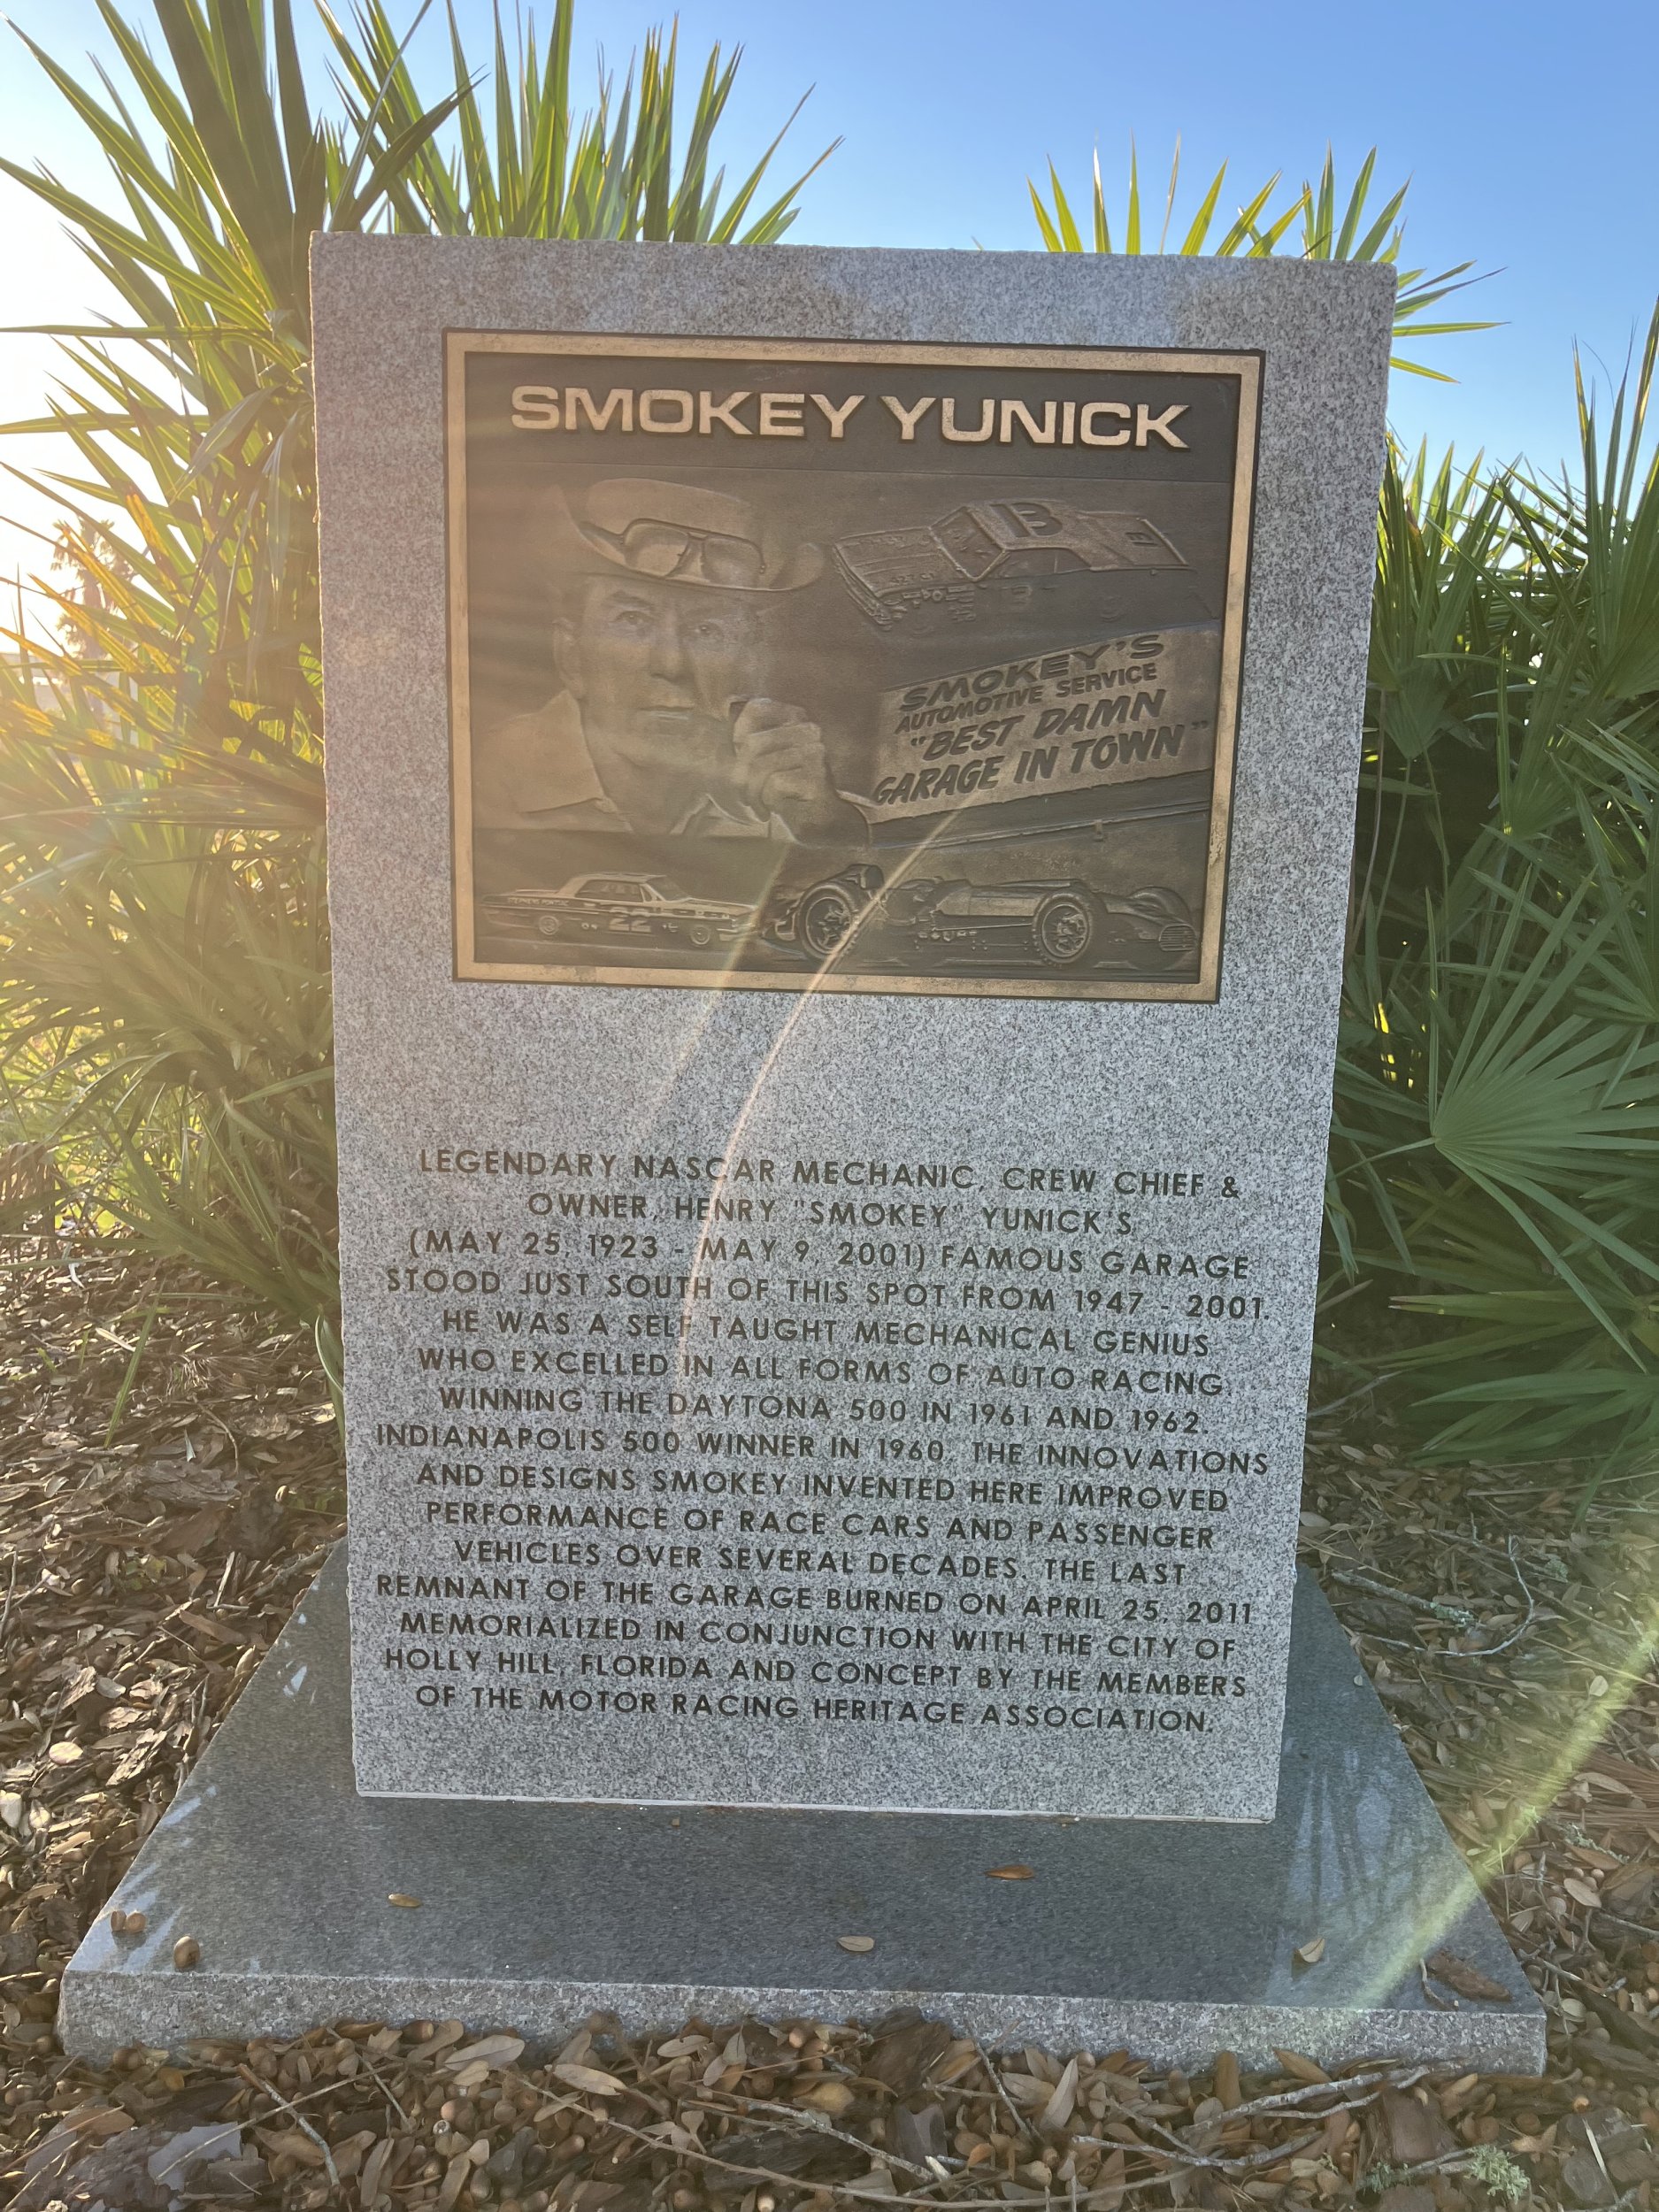 SMOKEY YUNICK
13
427 CI
SMOKEY'S
AUTOMOTIVE SERVICE
"BEST DAMN
GARAGE IN TOWN"
22
LEGENDARY NASCAR MECHANIC, CREW CHIEF &
OWNER, HENRY "SMOKEY" YUNICK'S
(MAY 25, 1923 - MAY 9, 2001) FAMOUS GARAGE
STOOD JUST SOUTH OF THIS SPOT FROM 1947 - 2001.
HE WAS A SELF TAUGHT MECHANICAL GENIUS
WHO EXCELLED IN ALL FORMS OF AUTO RACING
WINNING THE DAYTONA 500 IN 1961 AND 1962.
INDIANAPOLIS 500 WINNER IN 1960. THE INNOVATIONS
AND DESIGNS SMOKEY INVENTED HERE IMPROVED
PERFORMANCE OF RACE CARS AND PASSENGER
VEHICLES OVER SEVERAL DECADES. THE LAST
REMNANT OF THE GARAGE BURNED ON APRIL 25, 2011
MEMORIALIZED IN CONJUNCTION WITH THE CITY OF
HOLLY HILL, FLORIDA AND CONCEPT BY THE MEMBERS
OF THE MOTOR RACING HERITAGE ASSOCIATION.